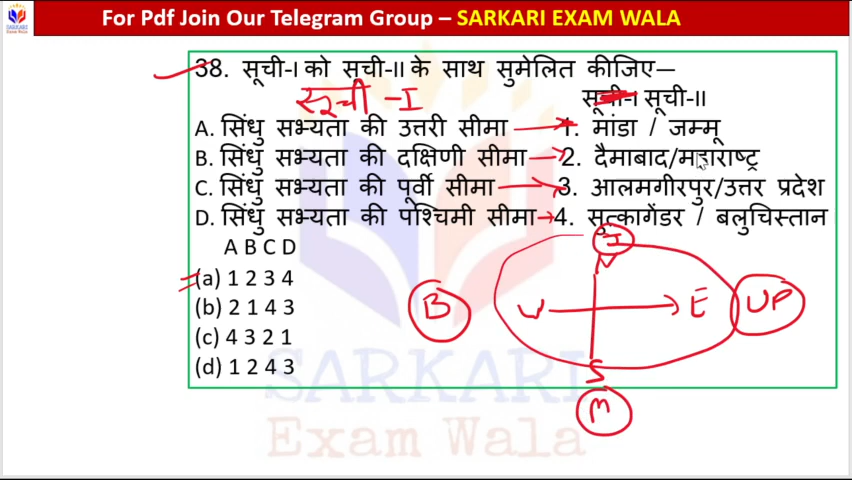 For Pdf Join Our Telegram Group – SARKARI EXAM WALA
38. सूची-I को सूची-II के साथ सुमेलित कीजिए—
सूची -I
सूची-I सूची-II
A. सिंधु सभ्यता की उत्तरी सीमा 1. मांडा / जम्मू
B. सिंधु सभ्यता की दक्षिणी सीमा 2. दैमाबाद/महाराष्ट्र
C. सिंधु सभ्यता की पूर्वी सीमा 3. आलमगीरपुर/उत्तर प्रदेश
D. सिंधु सभ्यता की पश्चिमी सीमा 4. सुत्कागेंडर / बलुचिस्तान
A B C D
(a) 1 2 3 4
(b) 2 1 4 3
(c) 4 3 2 1
(d) 1 2 4 3
J
N
B W E UP
S
M
SARKARI
Exam Wala